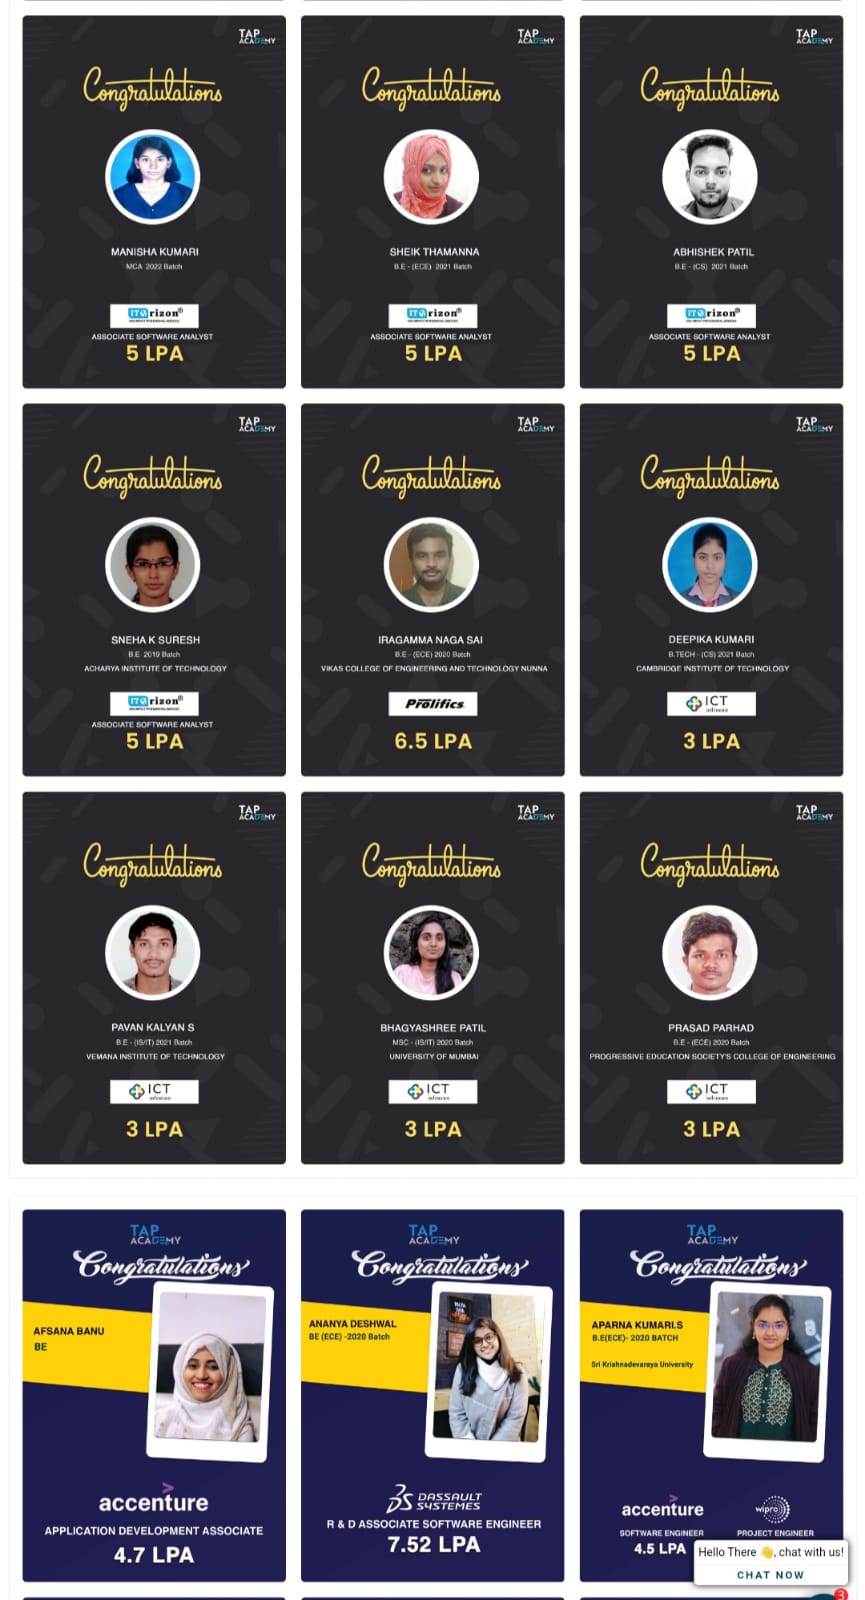 TAP
ACADEMY
Congratulations
MANISHA KUMARI
MCA 2022 Batch
ITOrizon®
ASSOCIATE SOFTWARE ANALYST
5 LPA
TAP
ACADEMY
Congratulations
SHEIK THAMANNA
B.E - (ECE) 2021 Batch
ITOrizon®
ASSOCIATE SOFTWARE ANALYST
5 LPA
TAP
ACADEMY
Congratulations
ABHISHEK PATIL
B.E - (CS) 2021 Batch
ITOrizon®
ASSOCIATE SOFTWARE ANALYST
5 LPA
TAP
ACADEMY
Congratulations
SNEHA K SURESH
B.E 2019 Batch
ACHARYA INSTITUTE OF TECHNOLOGY
ITOrizon®
ASSOCIATE SOFTWARE ANALYST
5 LPA
TAP
ACADEMY
Congratulations
IRAGAMMA NAGA SAI
B.E - (ECE) 2020 Batch
VIKAS COLLEGE OF ENGINEERING AND TECHNOLOGY NUNNA
Prolifics
6.5 LPA
TAP
ACADEMY
Congratulations
DEEPIKA KUMARI
B.TECH - (CS) 2021 Batch
CAMBRIDGE INSTITUTE OF TECHNOLOGY
ICT
infracon
3 LPA
TAP
ACADEMY
Congratulations
PAVAN KALYAN S
B.E - (IS/IT) 2021 Batch
VEMANA INSTITUTE OF TECHNOLOGY
ICT
infracon
3 LPA
TAP
ACADEMY
Congratulations
BHAGYASHREE PATIL
MSC - (IS/IT) 2020 Batch
UNIVERSITY OF MUMBAI
ICT
infracon
3 LPA
TAP
ACADEMY
Congratulations
PRASAD PARHAD
B.E - (ECE) 2020 Batch
PROGRESSIVE EDUCATION SOCIETY'S COLLEGE OF ENGINEERING
ICT
infracon
3 LPA
TAP
ACADEMY
Congratulations
AFSANA BANU
BE
accenture
APPLICATION DEVELOPMENT ASSOCIATE
4.7 LPA
TAP
ACADEMY
Congratulations
ANANYA DESHWAL
BE (ECE) -2020 Batch
DASSAULT
SYSTEMES
R & D ASSOCIATE SOFTWARE ENGINEER
7.52 LPA
TAP
ACADEMY
Congratulations
APARNA KUMARI.S
B.E(ECE)- 2020 BATCH
Sri Krishnadevaraya University
accenture
wipro
SOFTWARE ENGINEER
PROJECT ENGINEER
4.5 LPA
Hello There 👋, chat with us!
CHAT NOW
3